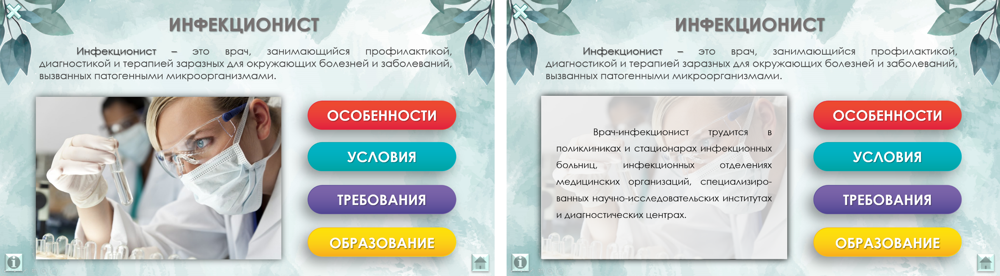 ИНФЕКЦИОНИСТ
Инфекционист – это врач, занимающийся профилактикой,
диагностикой и терапией заразных для окружающих болезней и заболеваний,
вызванных патогенными микроорганизмами.
ОСОБЕННОСТИ
УСЛОВИЯ
ТРЕБОВАНИЯ
ОБРАЗОВАНИЕ
i
ИНФЕКЦИОНИСТ
Инфекционист – это врач, занимающийся профилактикой,
диагностикой и терапией заразных для окружающих болезней и заболеваний,
вызванных патогенными микроорганизмами.
Врач-инфекционист трудится в
поликлиниках и стационарах инфекционных
больниц, инфекционных отделениях
медицинских организаций, специализиро-
ванных научно-исследовательских институтах
и диагностических центрах.
ОСОБЕННОСТИ
УСЛОВИЯ
ТРЕБОВАНИЯ
ОБРАЗОВАНИЕ
i